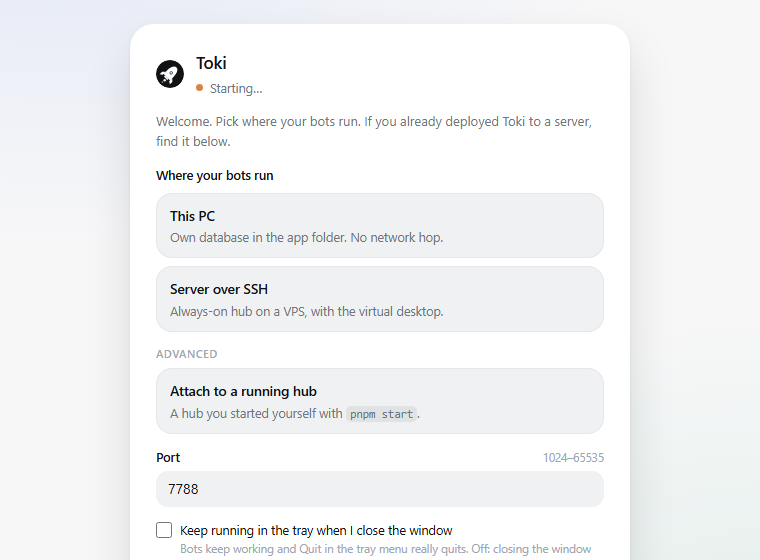 Toki
Starting...
Welcome. Pick where your bots run. If you already deployed Toki to a server,
find it below.
Where your bots run
This PC
Own database in the app folder. No network hop.
Server over SSH
Always-on hub on a VPS, with the virtual desktop.
ADVANCED
Attach to a running hub
A hub you started yourself with pnpm start.
Port 1024–65535
7788
Keep running in the tray when I close the window
Bots keep working and Quit in the tray menu really quits. Off: closing the window